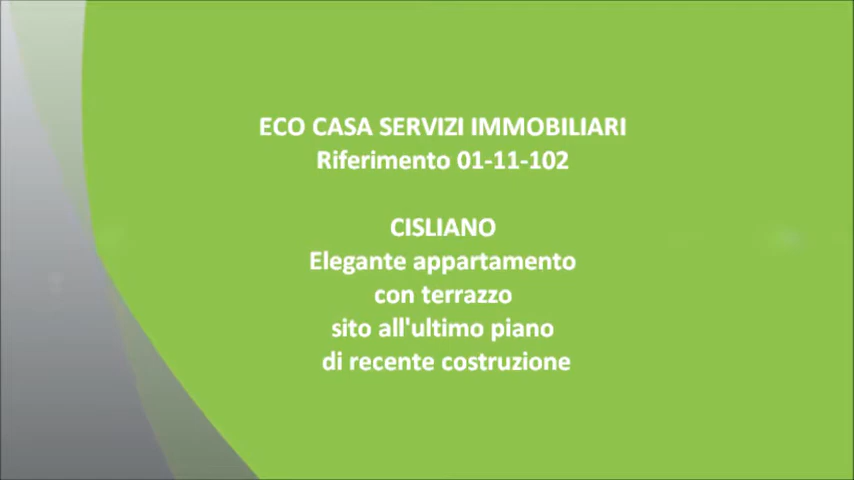 ECO CASA SERVIZI IMMOBILIARI
Riferimento 01-11-102
CISLIANO
Elegante appartamento
con terrazzo
sito all'ultimo piano
di recente costruzione